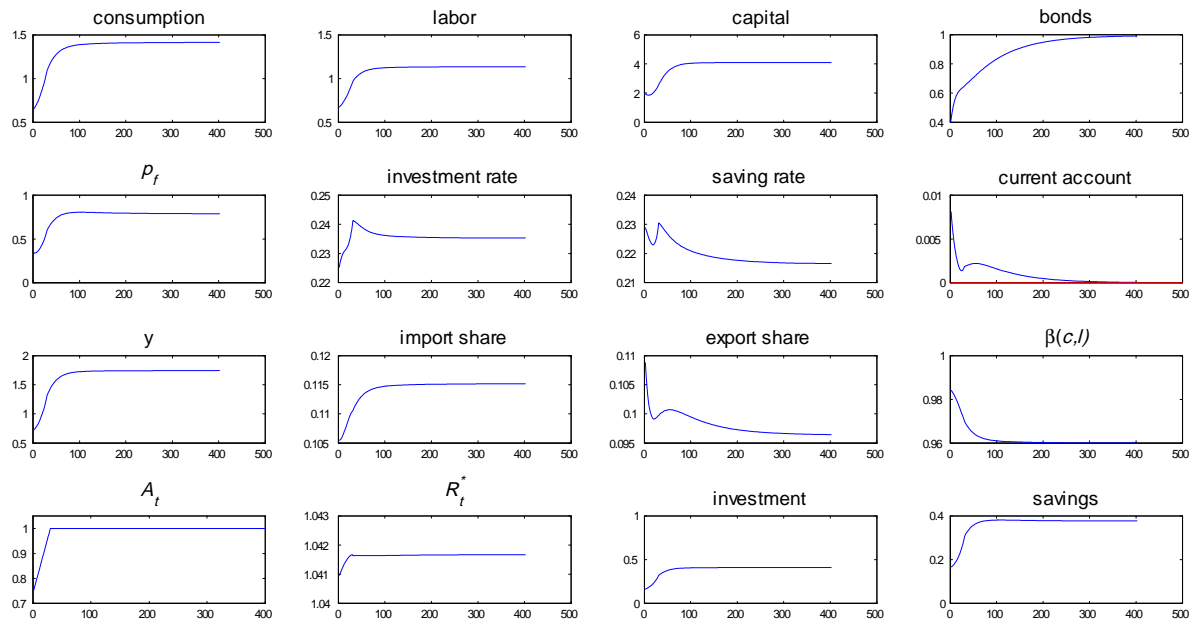 consumption labor capital bonds
1.5 1.5 6 1
1 1 4 0.8
2 0.6
0.5 0.5 0 0.4
0 100 200 300 400 500 0 100 200 300 400 500 0 100 200 300 400 500 0 100 200 300 400 500
p_f investment rate saving rate current account
1 0.25 0.24 0.01
0.5 0.24 0.23 0.005
0.23 0.22 0
0 0.22 0.21
0 100 200 300 400 500 0 100 200 300 400 500 0 100 200 300 400 500 0 100 200 300 400 500
y import share export share β(c,l)
2 0.12 0.11 1
1.5 0.115 0.105 0.98
1 0.11 0.1
0.5 0.105 0.095 0.96
0 100 200 300 400 500 0 100 200 300 400 500 0 100 200 300 400 500 0 100 200 300 400 500
A_t R_t^* investment savings
1 1.043 1 0.4
0.9 1.042 0.5 0.2
0.8 1.041
0.7 1.04 0 0
0 100 200 300 400 0 100 200 300 400 500 0 100 200 300 400 500 0 100 200 300 400 500